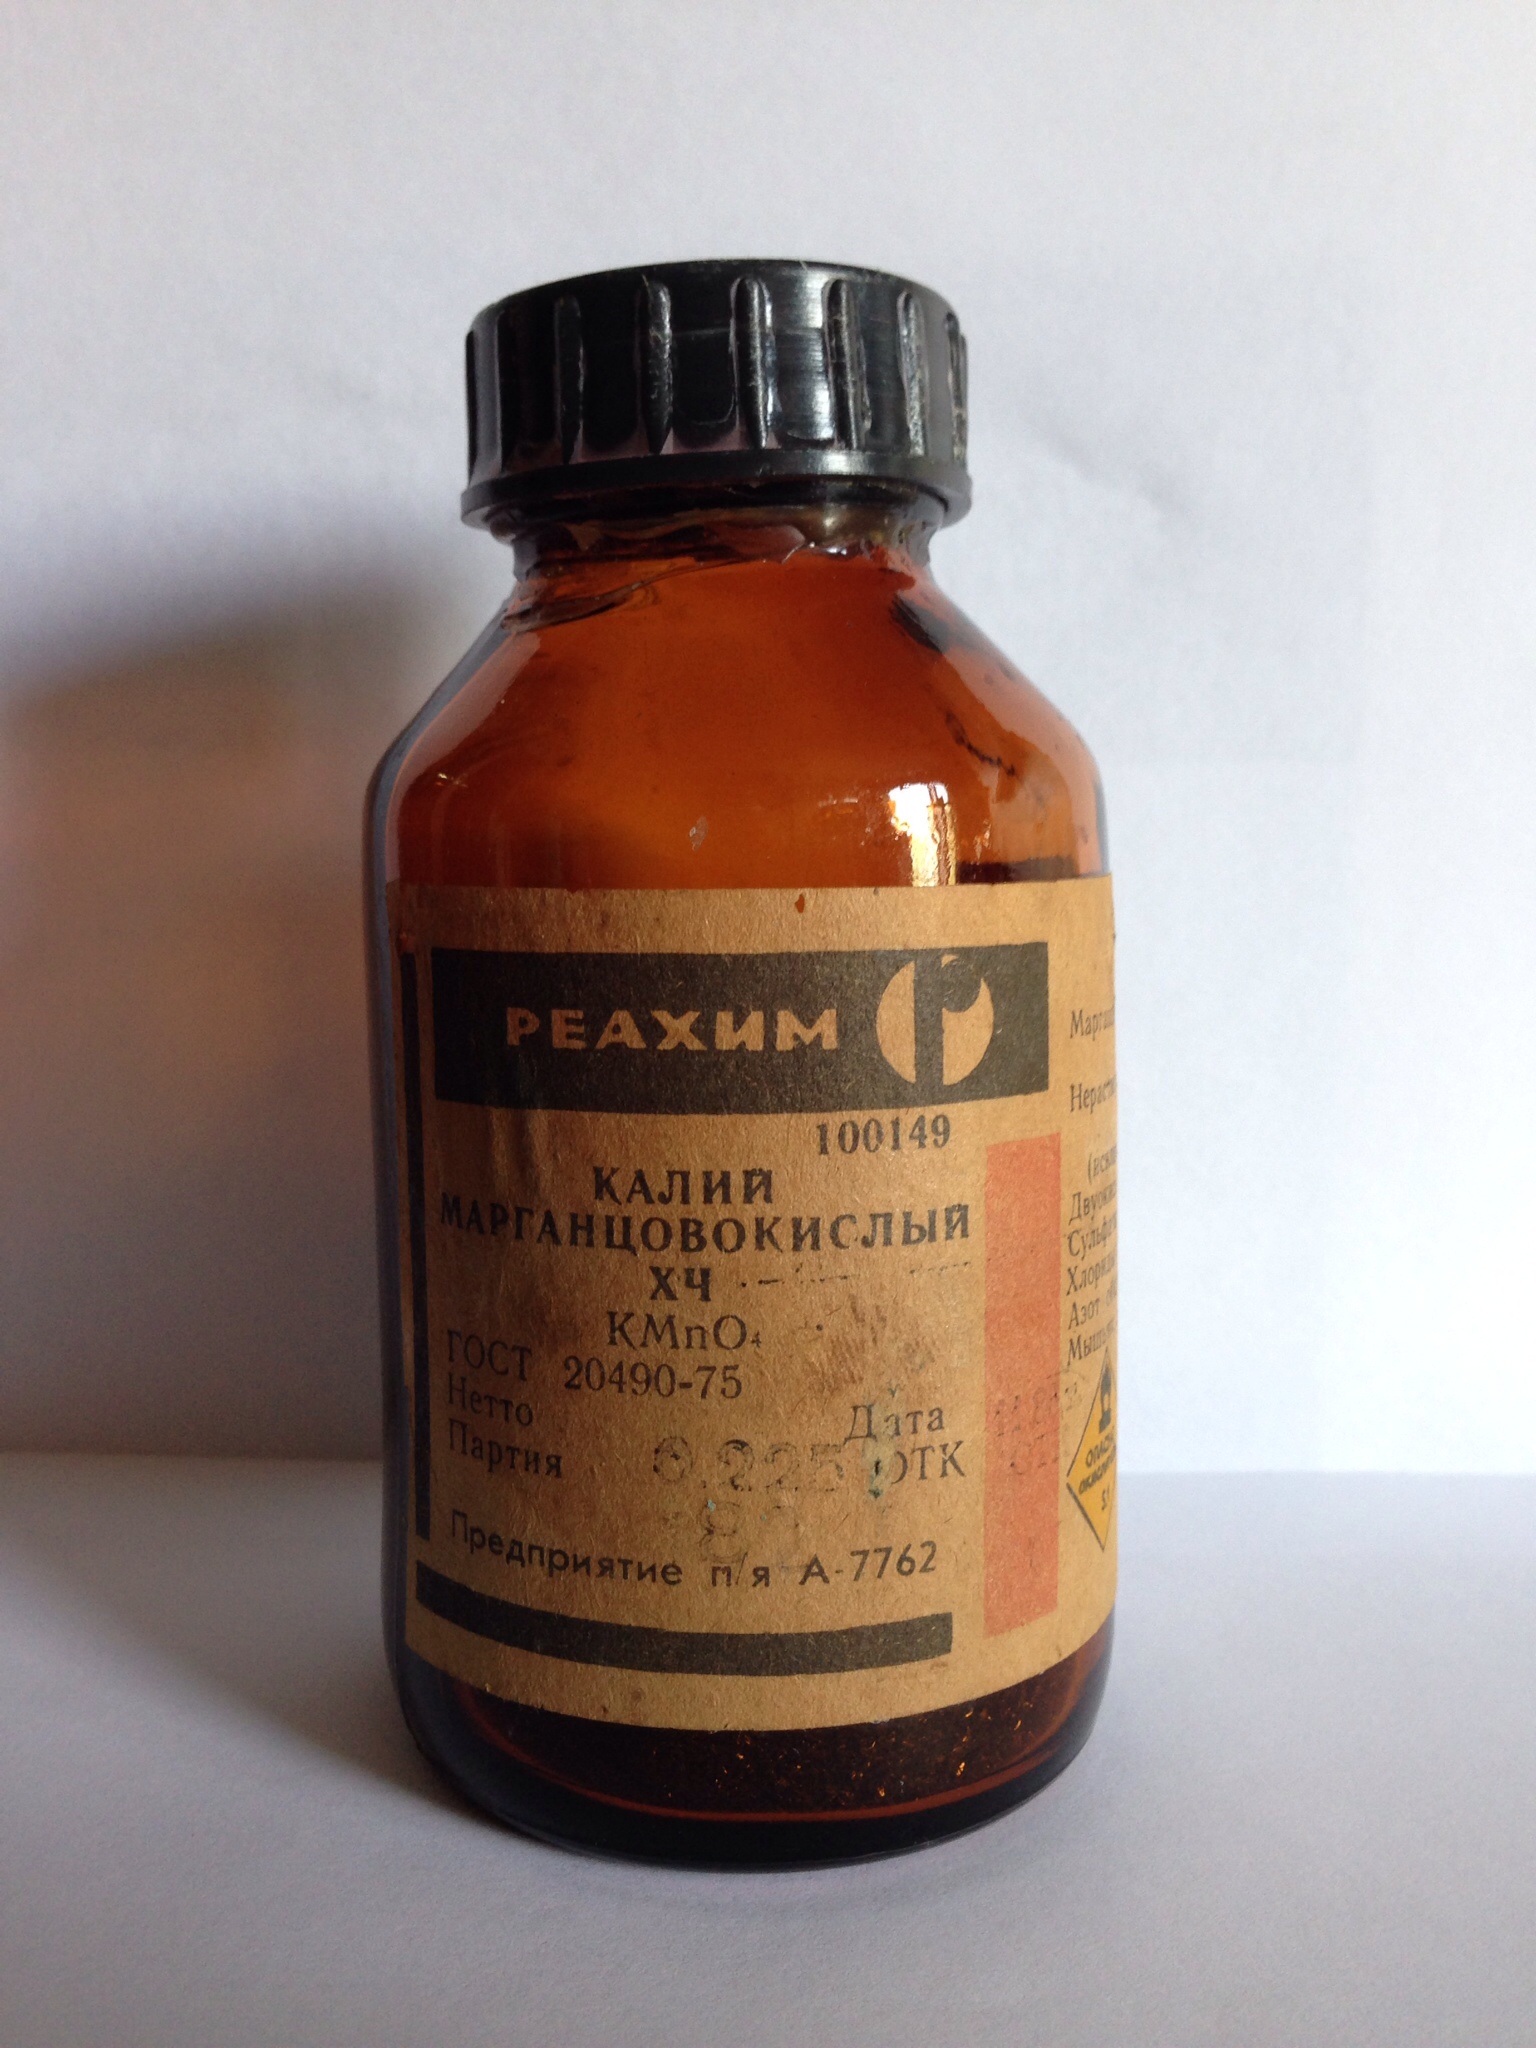 РЕАХИМ
100149
КАЛИЙ
МАРГАНЦОВОКИСЛЫЙ
ХЧ
KMnO₄
ГОСТ 20490-75
Нетто
Дата
Партия
ОТК
Предприятие п/я А-7762